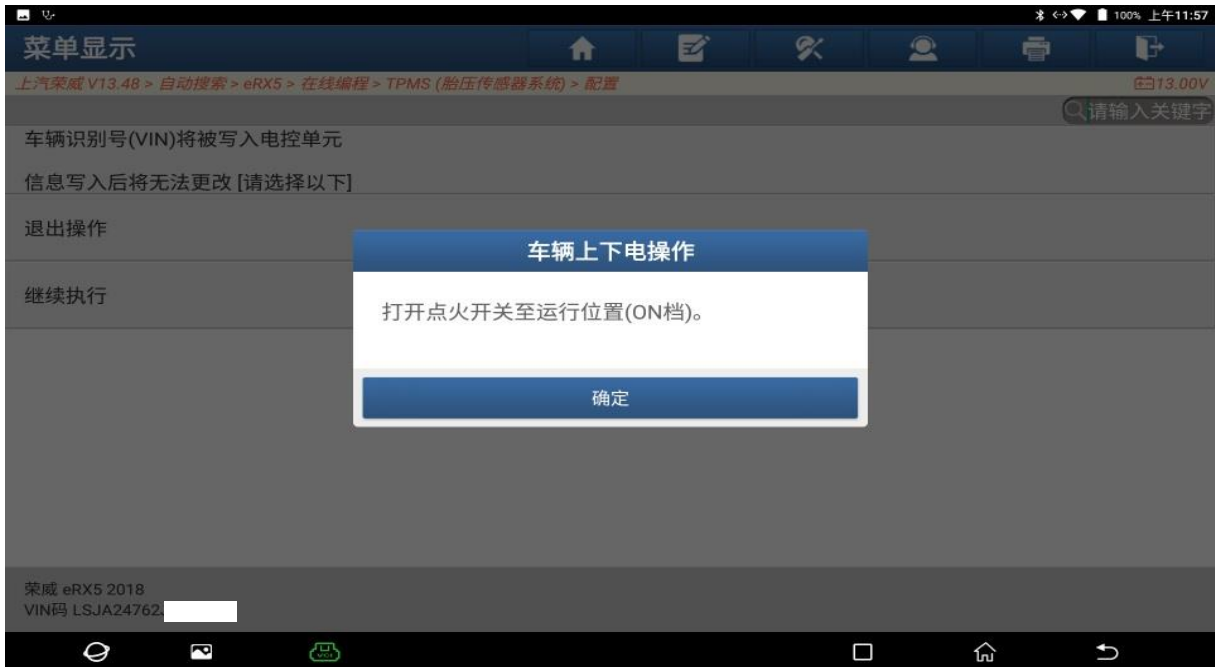 100% 上午11:57
菜单显示
上汽荣威 V13.48 > 自动搜索 > eRX5 > 在线编程 > TPMS (胎压传感器系统) > 配置
13.00V
请输入关键字
车辆识别号(VIN)将被写入电控单元
信息写入后将无法更改 [请选择以下]
退出操作
车辆上下电操作
继续执行
打开点火开关至运行位置(ON档)。
确定
荣威 eRX5 2018
VIN码 LSJA24762
VCI